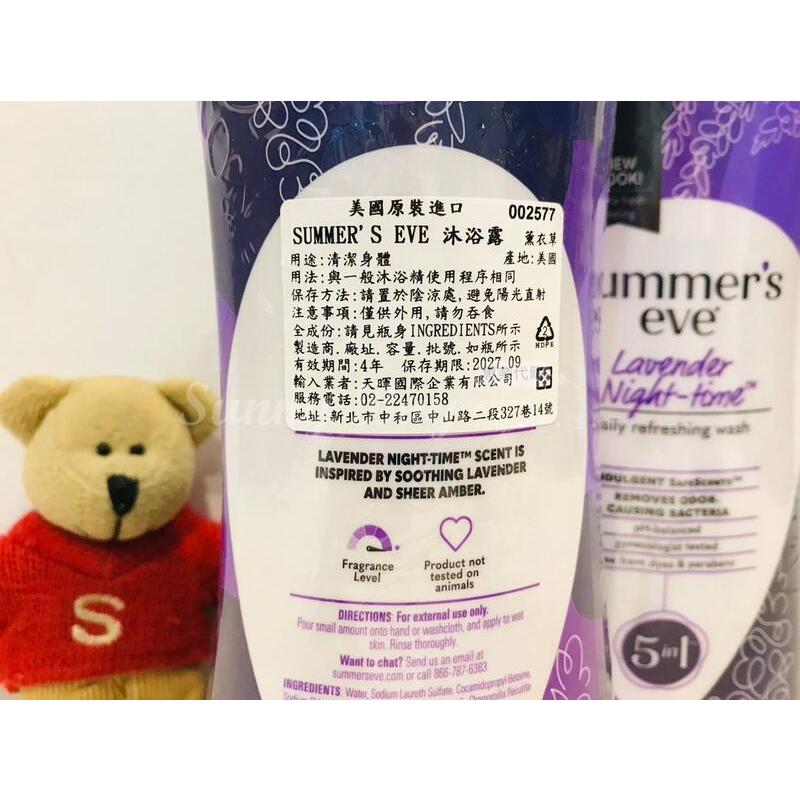 美國原裝進口 002577
SUMMER'S EVE 沐浴露 薰衣草
用途:清潔身體 產地:美國
用法:與一般沐浴精使用程序相同
保存方法:請置於陰涼處,避免陽光直射
注意事項:僅供外用,請勿吞食
全成份:請見瓶身INGREDIENTS所示
製造商.廠址.容量.批號.如瓶所示
有效期間:4年 保存期限:2027.09
輸入業者:天暉國際企業有限公司
服務電話:02-22470158
地址:新北市中和區中山路二段327巷14號
2
HDPE
LAVENDER NIGHT-TIME™ SCENT IS
INSPIRED BY SOOTHING LAVENDER
AND SHEER AMBER.
Fragrance
Level
Product not
tested on
animals
DIRECTIONS: For external use only.
Pour small amount onto hand or washcloth, and apply to wet
skin. Rinse thoroughly.
Want to chat? Send us an email at
summerseve.com or call 866-787-6383
INGREDIENTS: Water, Sodium Laureth Sulfate, Cocamidopropyl Betaine,
Chamomilla Recutita
ummer's
eve
Lavender
Night-time™
aily refreshing wash
REMOVES ODOR-
CAUSING BACTERIA
pH-balanced
gynecologist tested
5 in 1
S